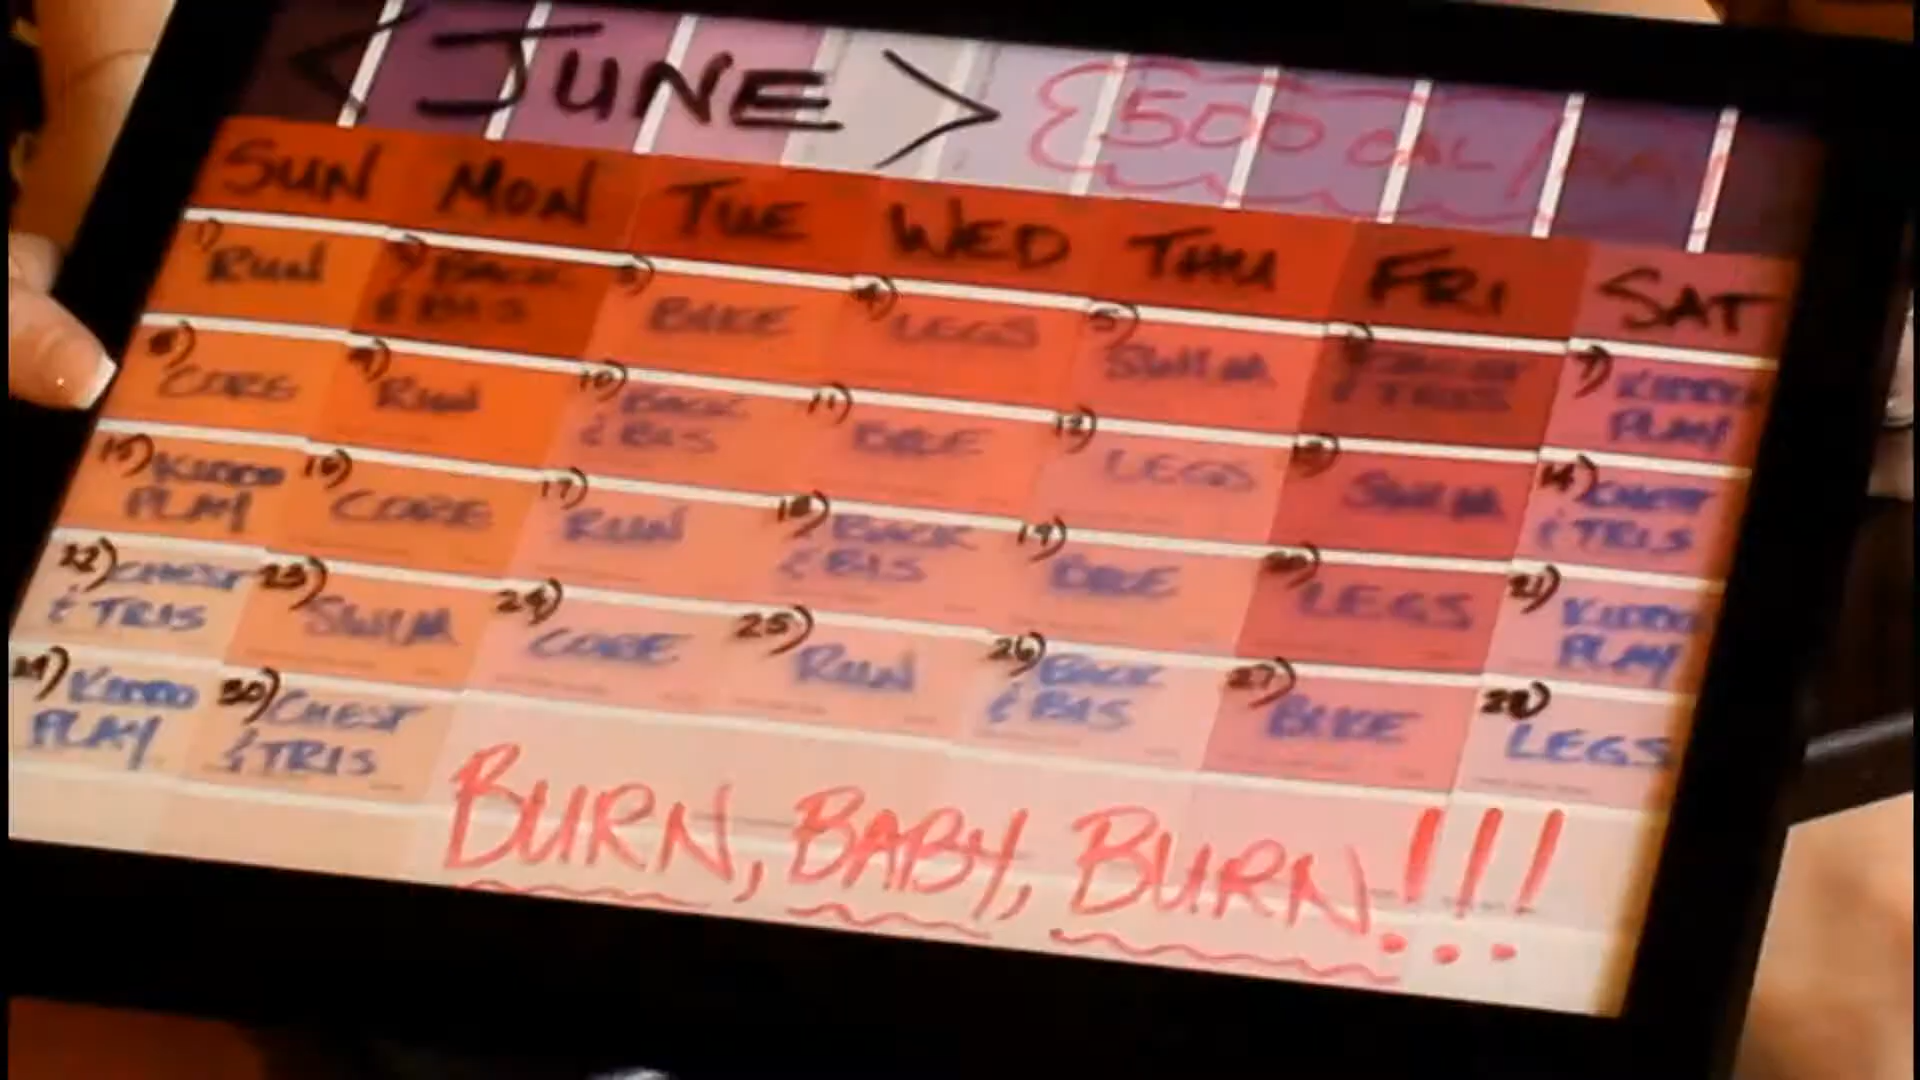 < JUNE > {500 CAL / DAY
SUN MON TUE WED THU FRI SAT
1) RUN
2) BACK
& BIS
3) BIKE
4) LEGS
5) SWIM
6) CHEST
& TRIS
7) KIDDO
PLAY
8) CORE
9) RUN
10) BACK
& BIS
11) BIKE
12) LEGS
13) SWIM
14) CHEST
& TRIS
15) KIDDO
PLAY
16) CORE
17) RUN
18) BACK
& BIS
19) BIKE
20) LEGS
21) KIDDO
PLAY
22) CHEST
& TRIS
23) SWIM
24) CORE
25) RUN
26) BACK
& BIS
27) BIKE
28) LEGS
29) KIDDO
PLAY
30) CHEST
& TRIS
BURN, BABY, BURN!!!